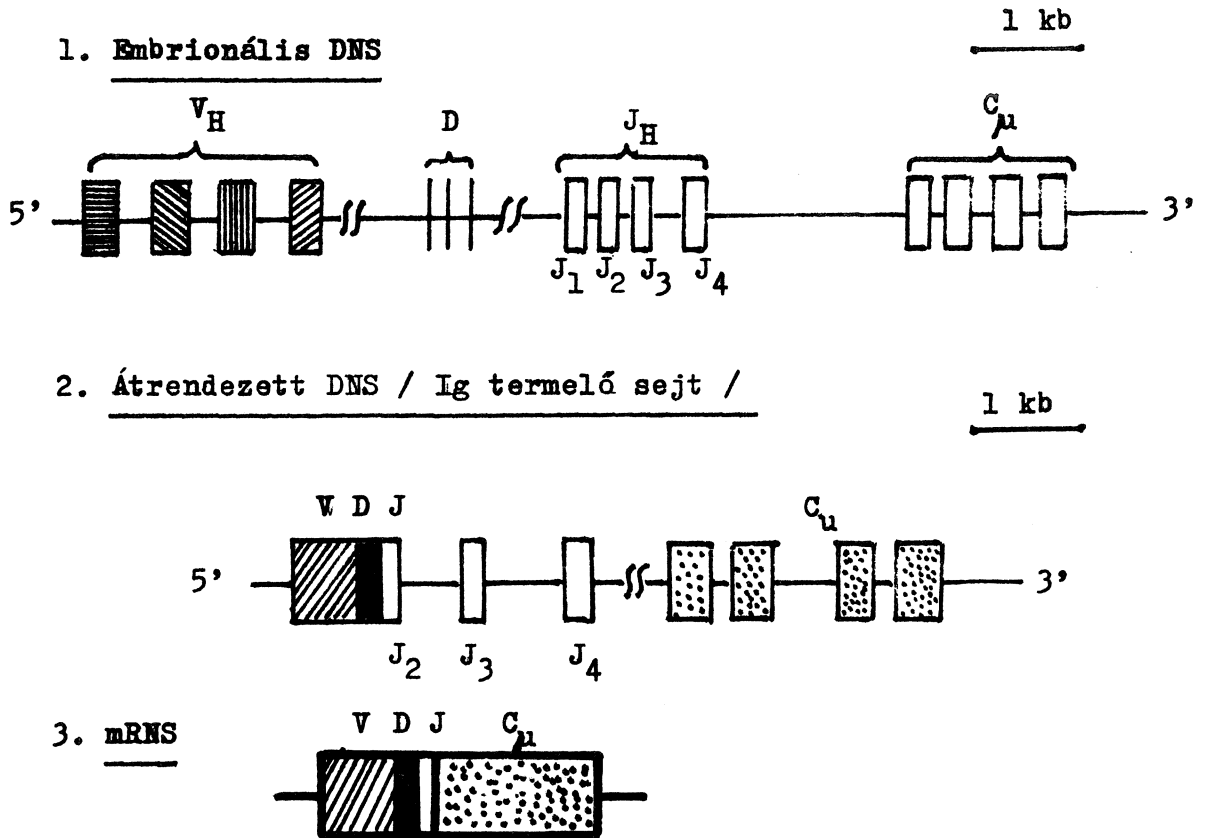 1 kb
1. Embrionális DNS
V_H D J_H C_µ
5' 3'
J_1 J_2 J_3 J_4
2. Átrendezett DNS / Ig termelő sejt /
1 kb
V D J C_µ
5' 3'
J_2 J_3 J_4
3. mRNS
V D J C_µ